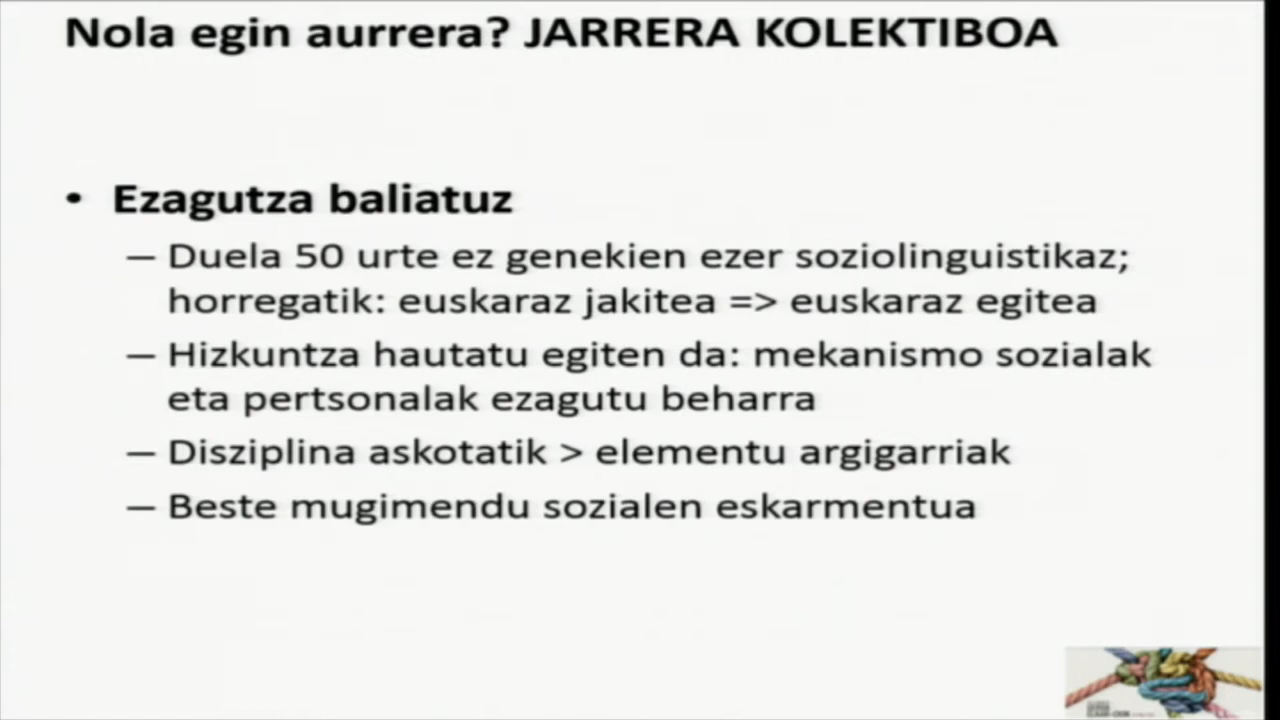 Nola egin aurrera? JARRERA KOLEKTIBOA
• Ezagutza baliatuz
– Duela 50 urte ez genekien ezer soziolinguistikaz;
horregatik: euskaraz jakitea => euskaraz egitea
– Hizkuntza hautatu egiten da: mekanismo sozialak
eta pertsonalak ezagutu beharra
– Disziplina askotatik > elementu argigarriak
– Beste mugimendu sozialen eskarmentua